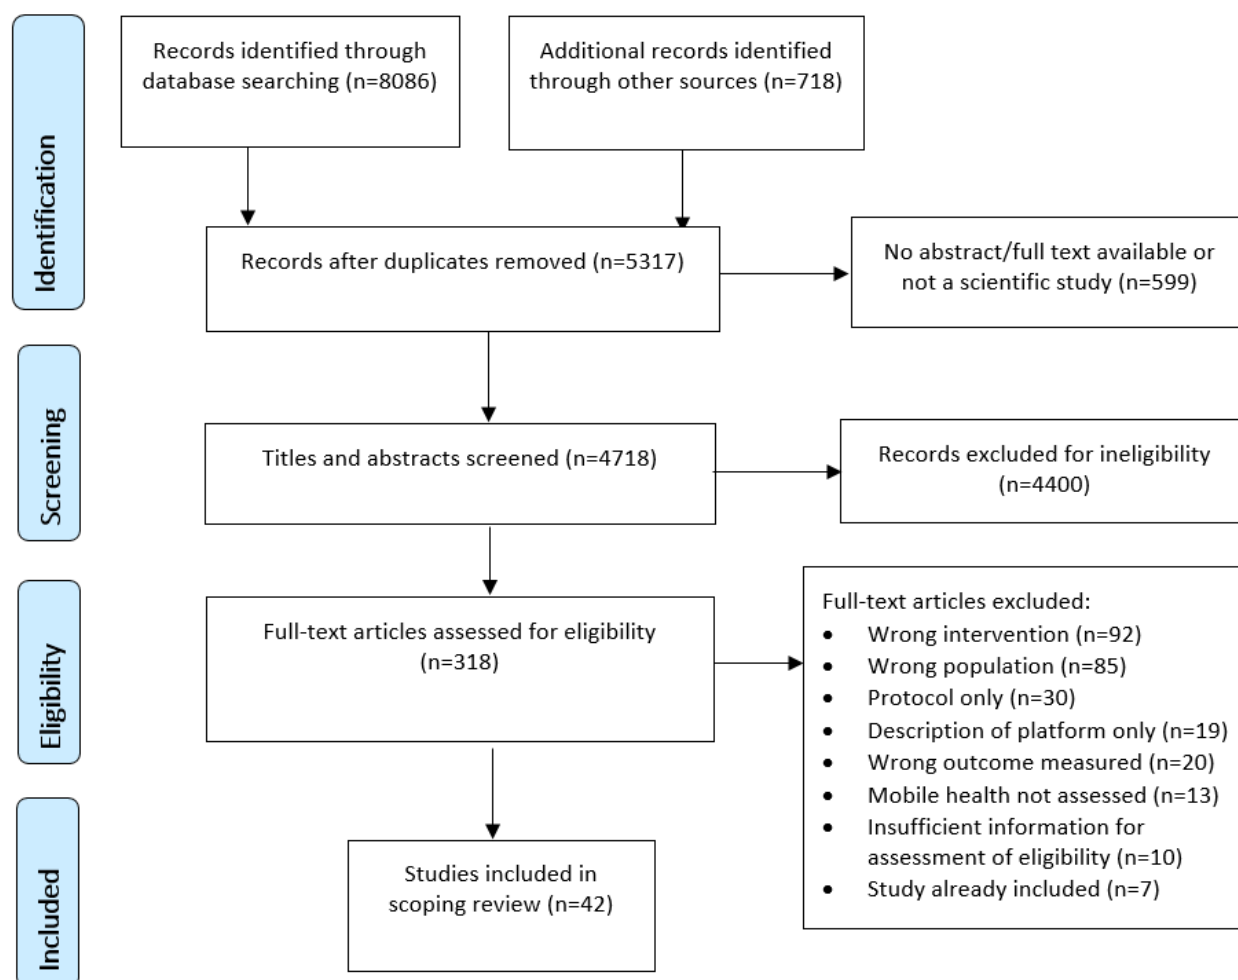 Identification
Records identified through
database searching (n=8086)
Additional records identified
through other sources (n=718)
Records after duplicates removed (n=5317)
No abstract/full text available or
not a scientific study (n=599)
Screening
Titles and abstracts screened (n=4718)
Records excluded for ineligibility
(n=4400)
Eligibility
Full-text articles assessed for eligibility
(n=318)
Full-text articles excluded:
• Wrong intervention (n=92)
• Wrong population (n=85)
• Protocol only (n=30)
• Description of platform only (n=19)
• Wrong outcome measured (n=20)
• Mobile health not assessed (n=13)
• Insufficient information for
assessment of eligibility (n=10)
• Study already included (n=7)
Included
Studies included in
scoping review (n=42)